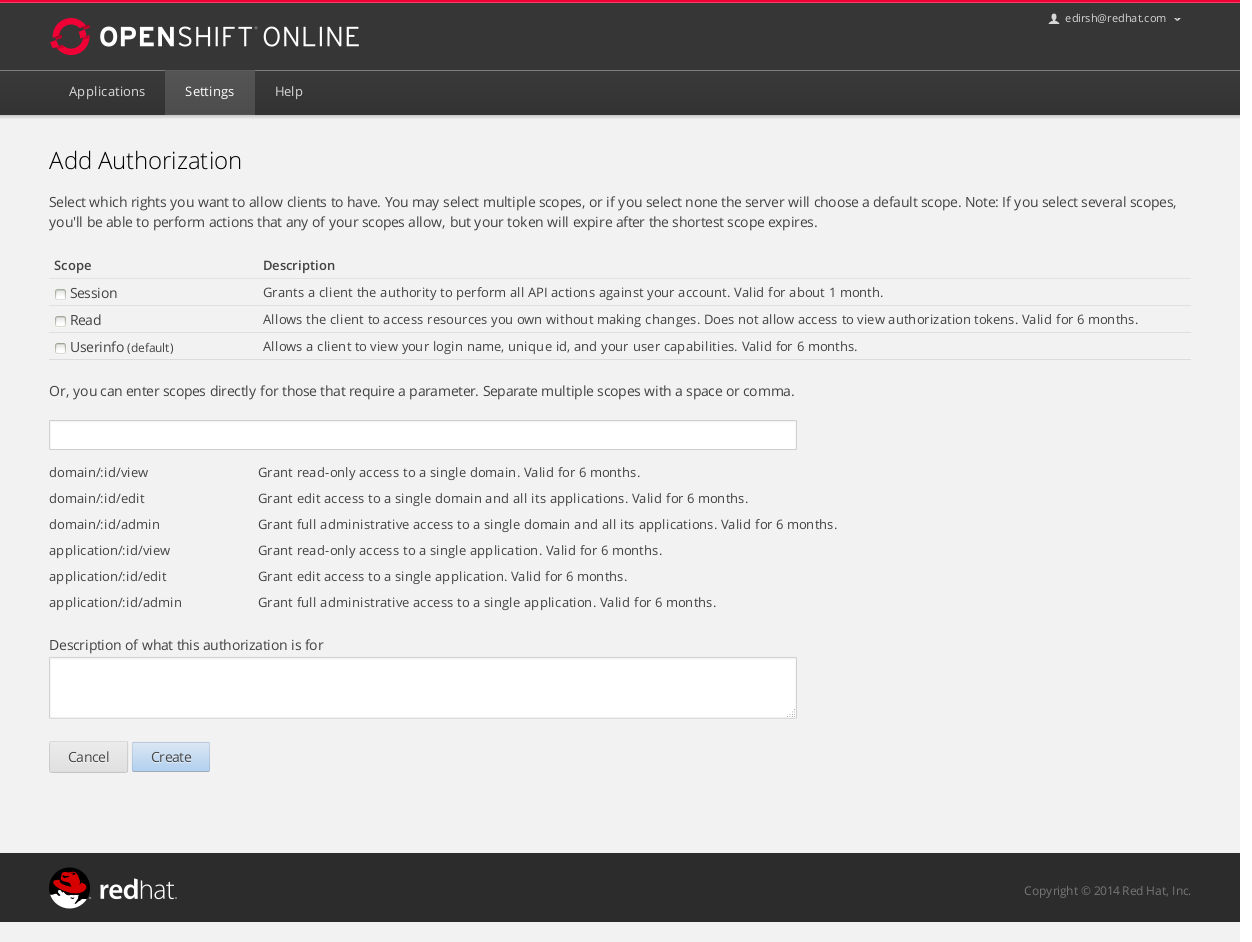 OPENSHIFT ONLINE
edirsh@redhat.com
Applications Settings Help
Add Authorization
Select which rights you want to allow clients to have. You may select multiple scopes, or if you select none the server will choose a default scope. Note: If you select several scopes,
you'll be able to perform actions that any of your scopes allow, but your token will expire after the shortest scope expires.
Scope Description
Session Grants a client the authority to perform all API actions against your account. Valid for about 1 month.
Read Allows the client to access resources you own without making changes. Does not allow access to view authorization tokens. Valid for 6 months.
Userinfo (default) Allows a client to view your login name, unique id, and your user capabilities. Valid for 6 months.
Or, you can enter scopes directly for those that require a parameter. Separate multiple scopes with a space or comma.
domain/:id/view Grant read-only access to a single domain. Valid for 6 months.
domain/:id/edit Grant edit access to a single domain and all its applications. Valid for 6 months.
domain/:id/admin Grant full administrative access to a single domain and all its applications. Valid for 6 months.
application/:id/view Grant read-only access to a single application. Valid for 6 months.
application/:id/edit Grant edit access to a single application. Valid for 6 months.
application/:id/admin Grant full administrative access to a single application. Valid for 6 months.
Description of what this authorization is for
Cancel Create
redhat.
Copyright © 2014 Red Hat, Inc.